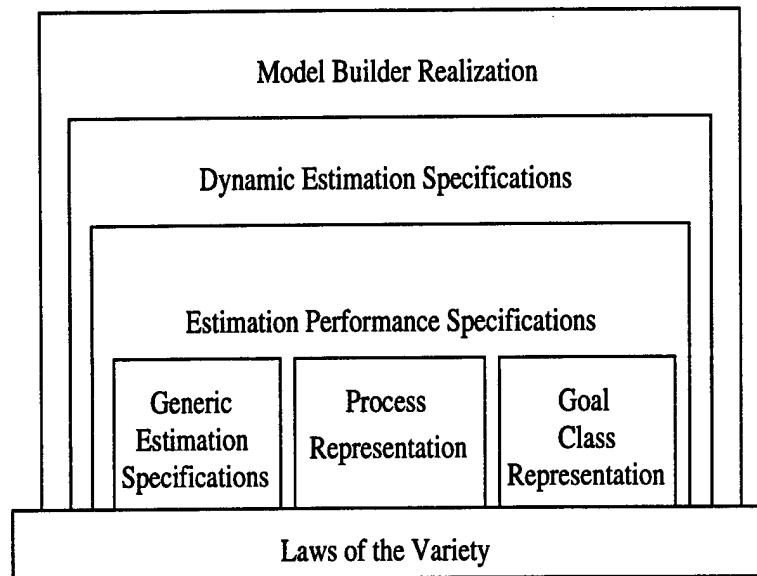 Model Builder Realization
Dynamic Estimation Specifications
Estimation Performance Specifications
Generic
Estimation
Specifications
Process
Representation
Goal
Class
Representation
Laws of the Variety